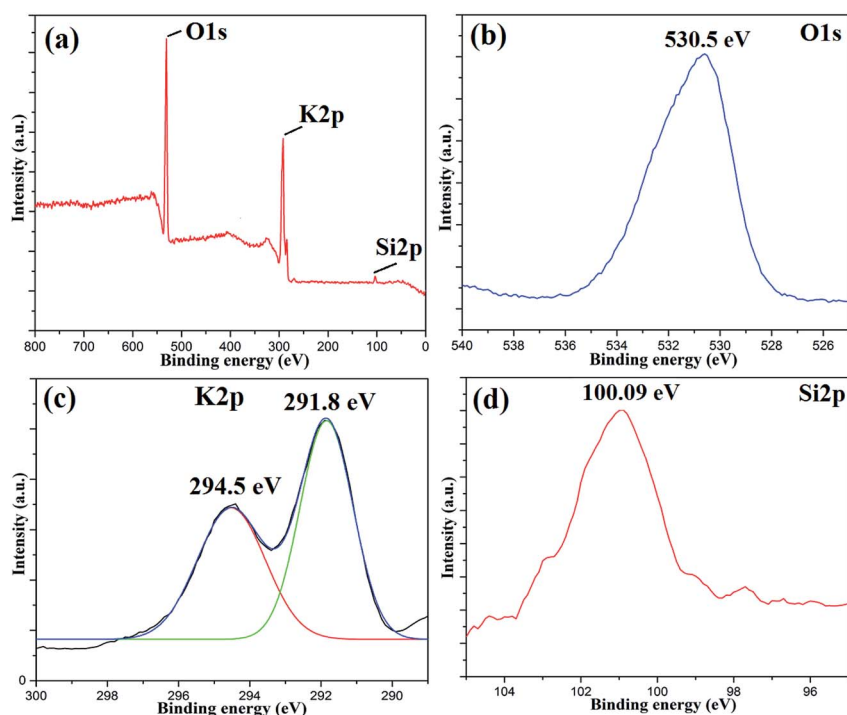 (a)
O1s
K2p
Si2p
Intensity (a.u.)
800 700 600 500 400 300 200 100 0
Binding energy (eV)
(b)
530.5 eV
O1s
Intensity (a.u.)
540 538 536 534 532 530 528 526
Binding energy (eV)
(c)
K2p
291.8 eV
294.5 eV
Intensity (a.u.)
0
300 298 296 294 292 290
Binding energy (eV)
(d)
100.09 eV
Si2p
Intensity (a.u.)
104 102 100 98 96
Binding energy (eV)